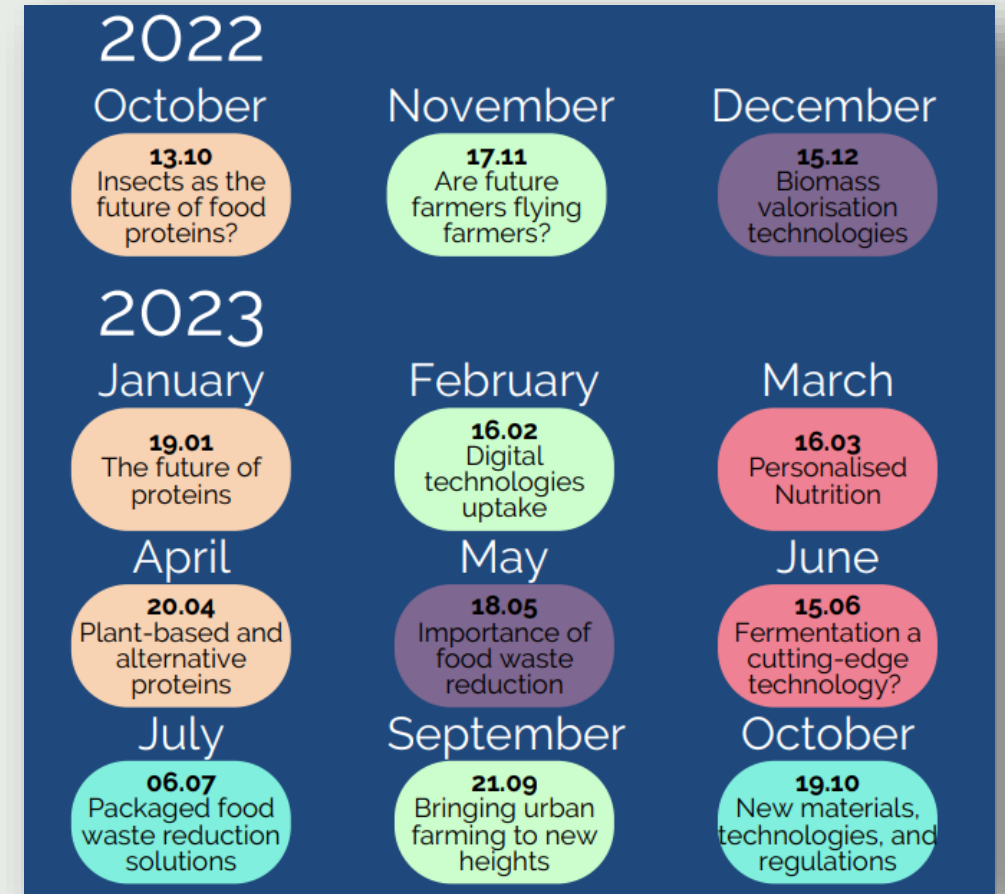 2022
October
13.10
Insects as the
future of food
proteins?
November
17.11
Are future
farmers flying
farmers?
December
15.12
Biomass
valorisation
technologies
2023
January
19.01
The future of
proteins
February
16.02
Digital
technologies
uptake
March
16.03
Personalised
Nutrition
April
20.04
Plant-based and
alternative
proteins
May
18.05
Importance of
food waste
reduction
June
15.06
Fermentation a
cutting-edge
technology?
July
06.07
Packaged food
waste reduction
solutions
September
21.09
Bringing urban
farming to new
heights
October
19.10
New materials,
technologies, and
regulations